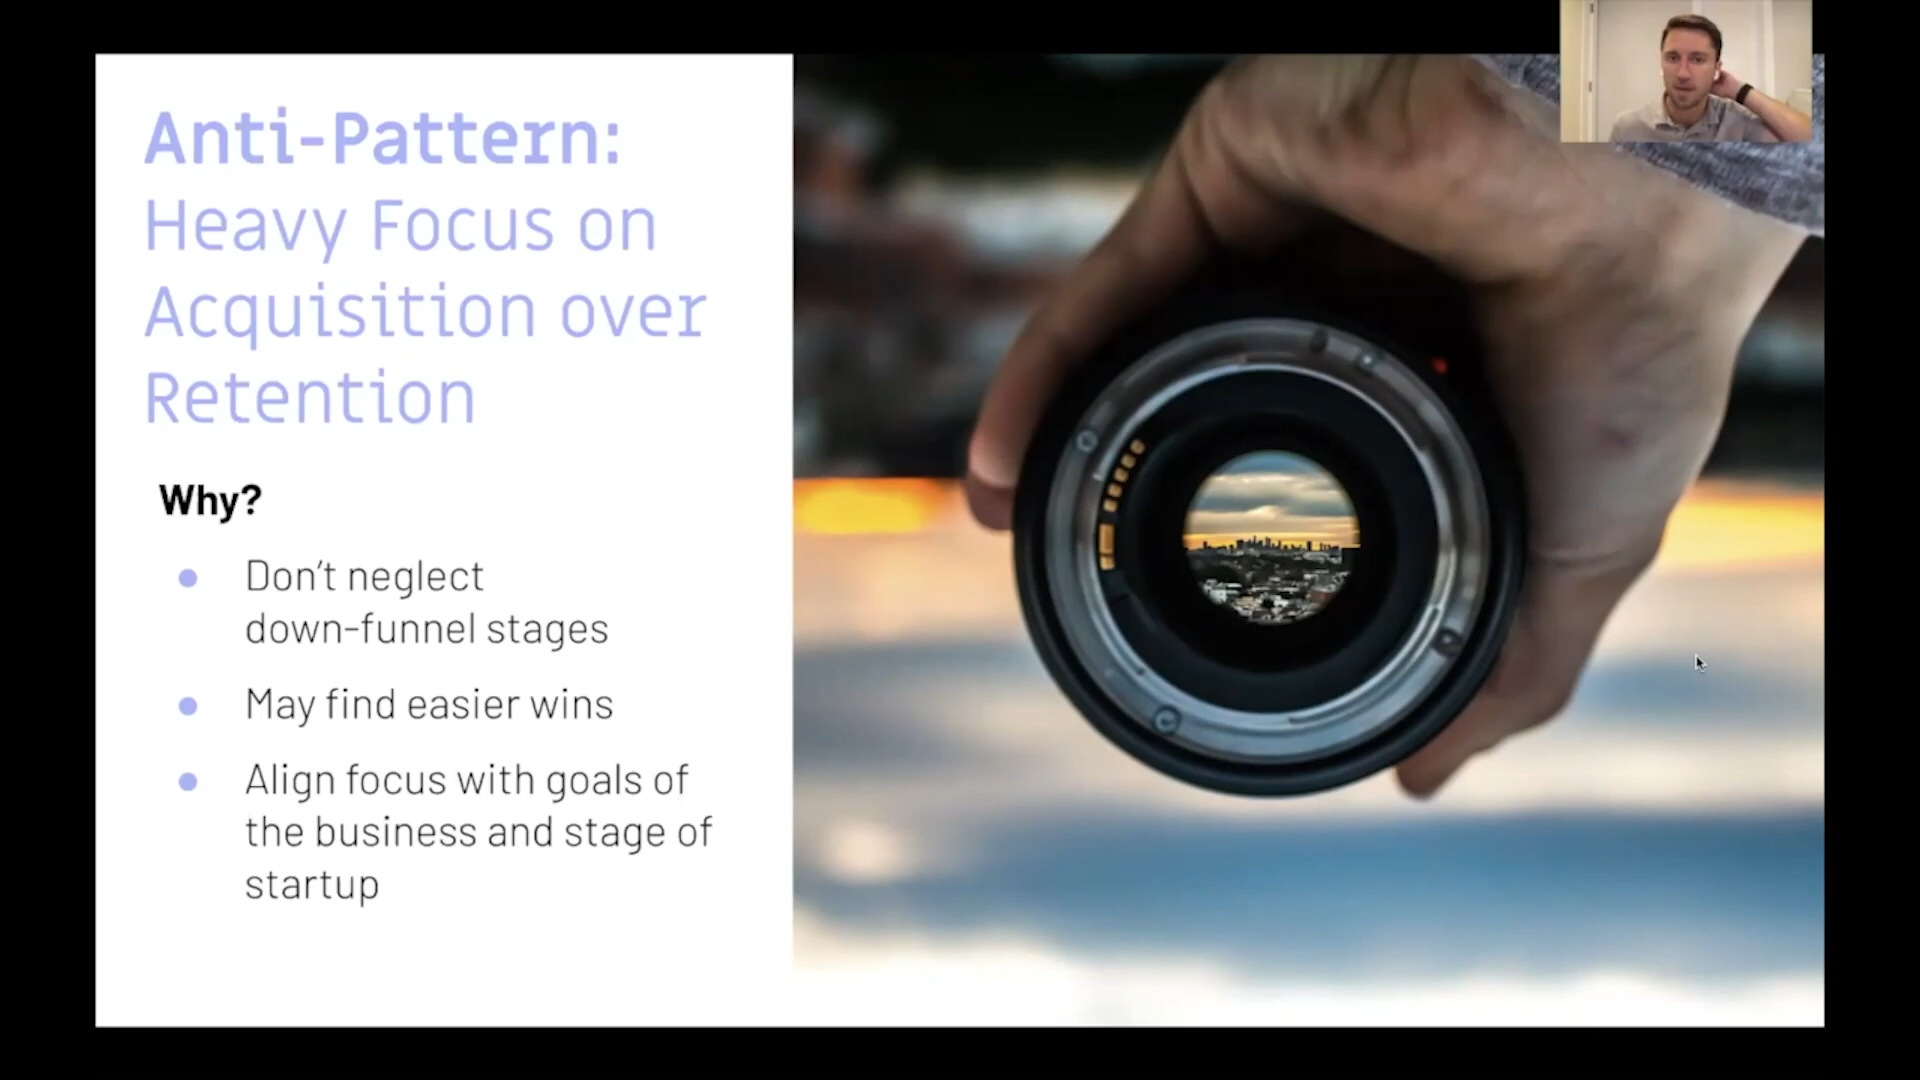 Anti-Pattern:
Heavy Focus on
Acquisition over
Retention
Why?
Don’t neglect
down-funnel stages
May find easier wins
Align focus with goals of
the business and stage of
startup